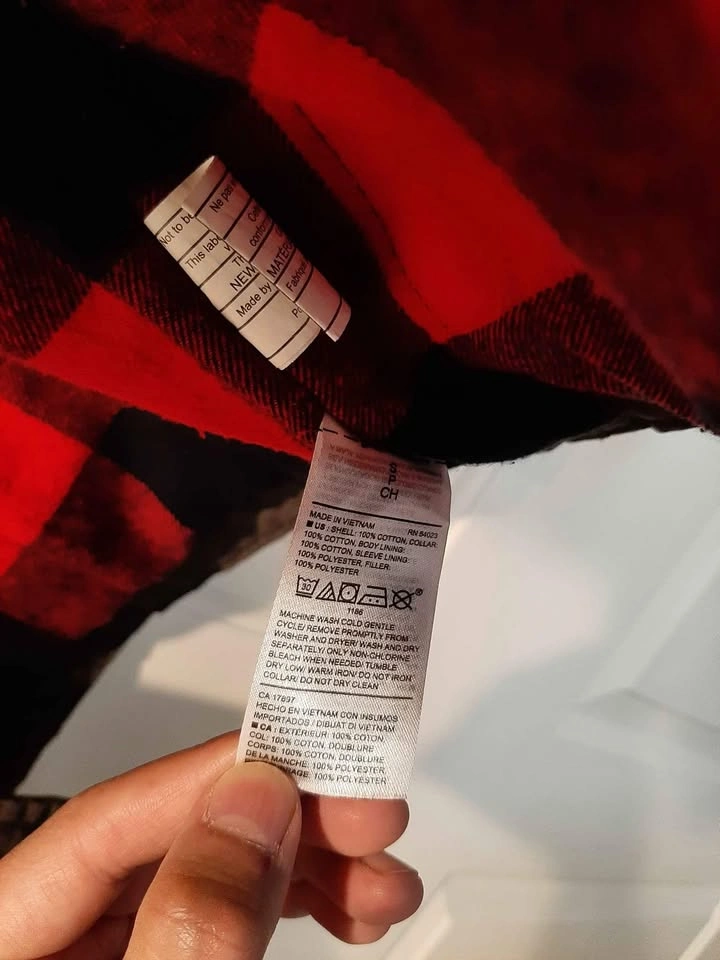 Not to be
This lab
NEW
Made by
Ne pas
MATÉR
Fabriqué
S
P
CH
MADE IN VIETNAM RN 54023
US : SHELL: 100% COTTON, COLLAR:
100% COTTON, BODY LINING:
100% COTTON, SLEEVE LINING:
100% POLYESTER, FILLER:
100% POLYESTER
30
1186
MACHINE WASH COLD GENTLE
CYCLE/ REMOVE PROMPTLY FROM
WASHER AND DRYER/ WASH AND DRY
SEPARATELY/ ONLY NON-CHLORINE
BLEACH WHEN NEEDED/ TUMBLE
DRY LOW/ WARM IRON/ DO NOT IRON
COLLAR/ DO NOT DRY CLEAN
CA 17897
HECHO EN VIETNAM CON INSUMOS
IMPORTADOS / DIBUAT DI VIETNAM
CA : EXTÉRIEUR: 100% COTON,
COL: 100% COTON, DOUBLURE
CORPS: 100% COTON, DOUBLURE
DE LA MANCHE: 100% POLYESTER,
100% POLYESTER